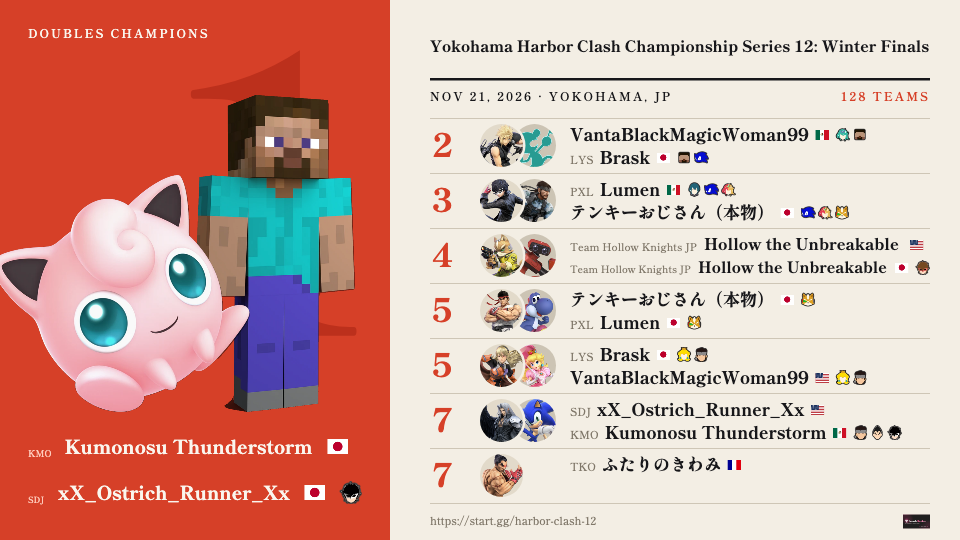 DOUBLES CHAMPIONS
1
KMO Kumonosu Thunderstorm
SDJ xX_Ostrich_Runner_Xx
Yokohama Harbor Clash Championship Series 12: Winter Finals
NOV 21, 2026 · YOKOHAMA, JP
128 TEAMS
2
VantaBlackMagicWoman99
LYS Brask
3
PXL Lumen
テンキーおじさん（本物）
4
Team Hollow Knights JP Hollow the Unbreakable
Team Hollow Knights JP Hollow the Unbreakable
5
テンキーおじさん（本物）
PXL Lumen
5
LYS Brask
VantaBlackMagicWoman99
7
SDJ xX_Ostrich_Runner_Xx
KMO Kumonosu Thunderstorm
7
TKO ふたりのきわみ
https://start.gg/harbor-clash-12